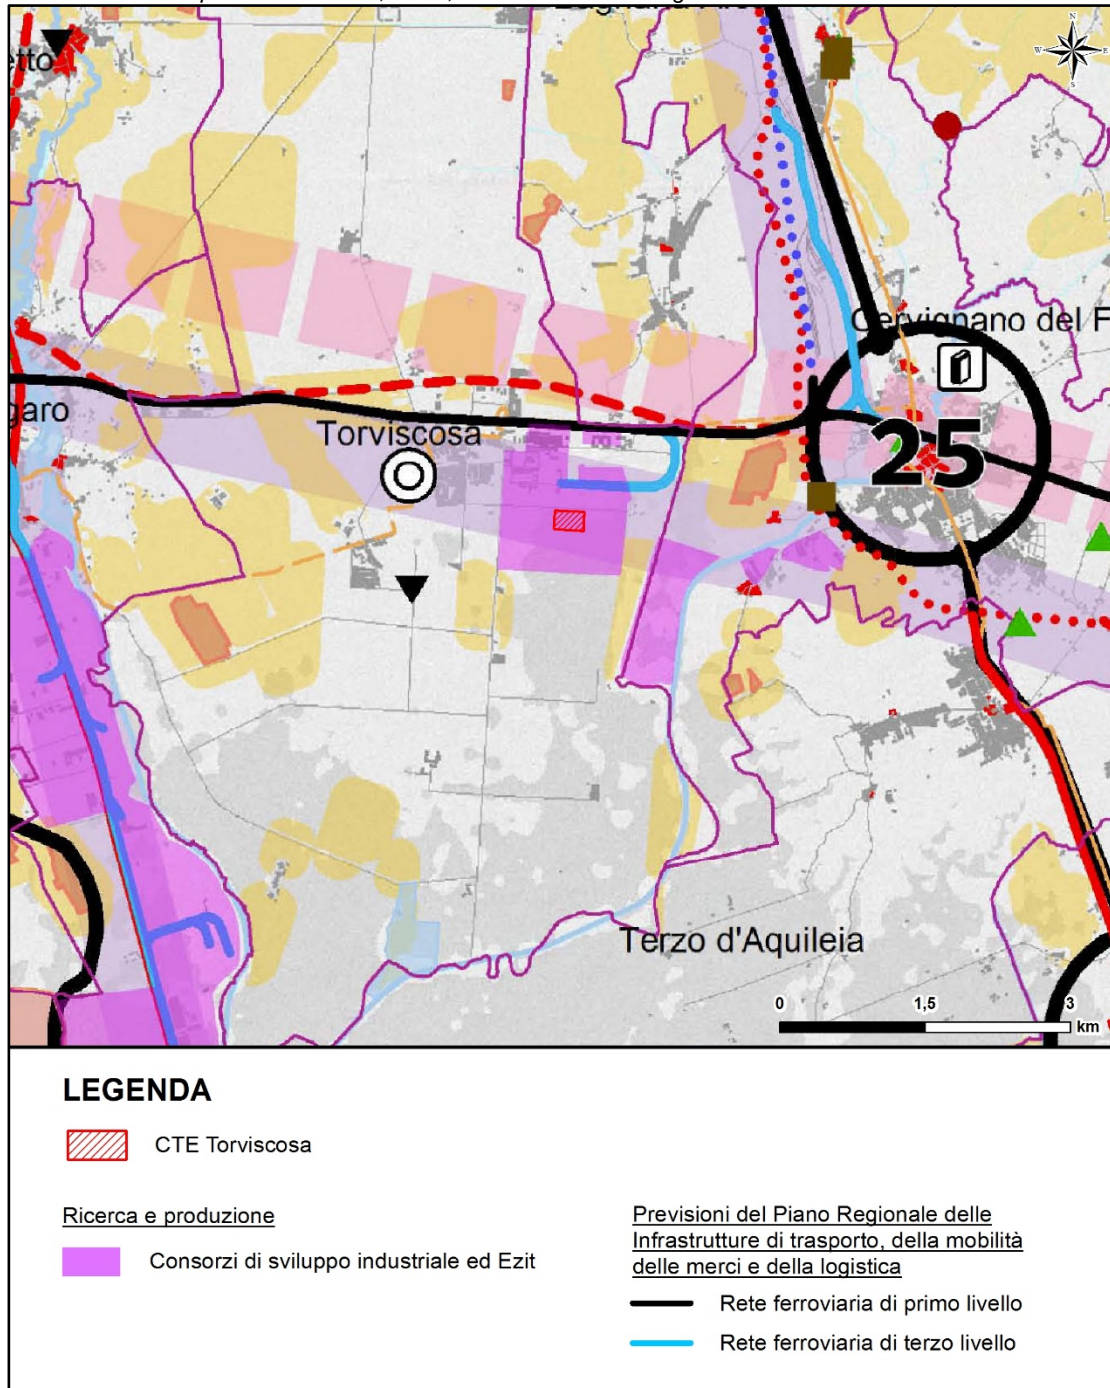 N
W E
S
etto
Cervignano del F
garo
Torviscosa
25
Terzo d'Aquileia
0 1,5 3
km
LEGENDA
CTE Torviscosa
Ricerca e produzione
Consorzi di sviluppo industriale ed Ezit
Previsioni del Piano Regionale delle
Infrastrutture di trasporto, della mobilità
delle merci e della logistica
Rete ferroviaria di primo livello
Rete ferroviaria di terzo livello